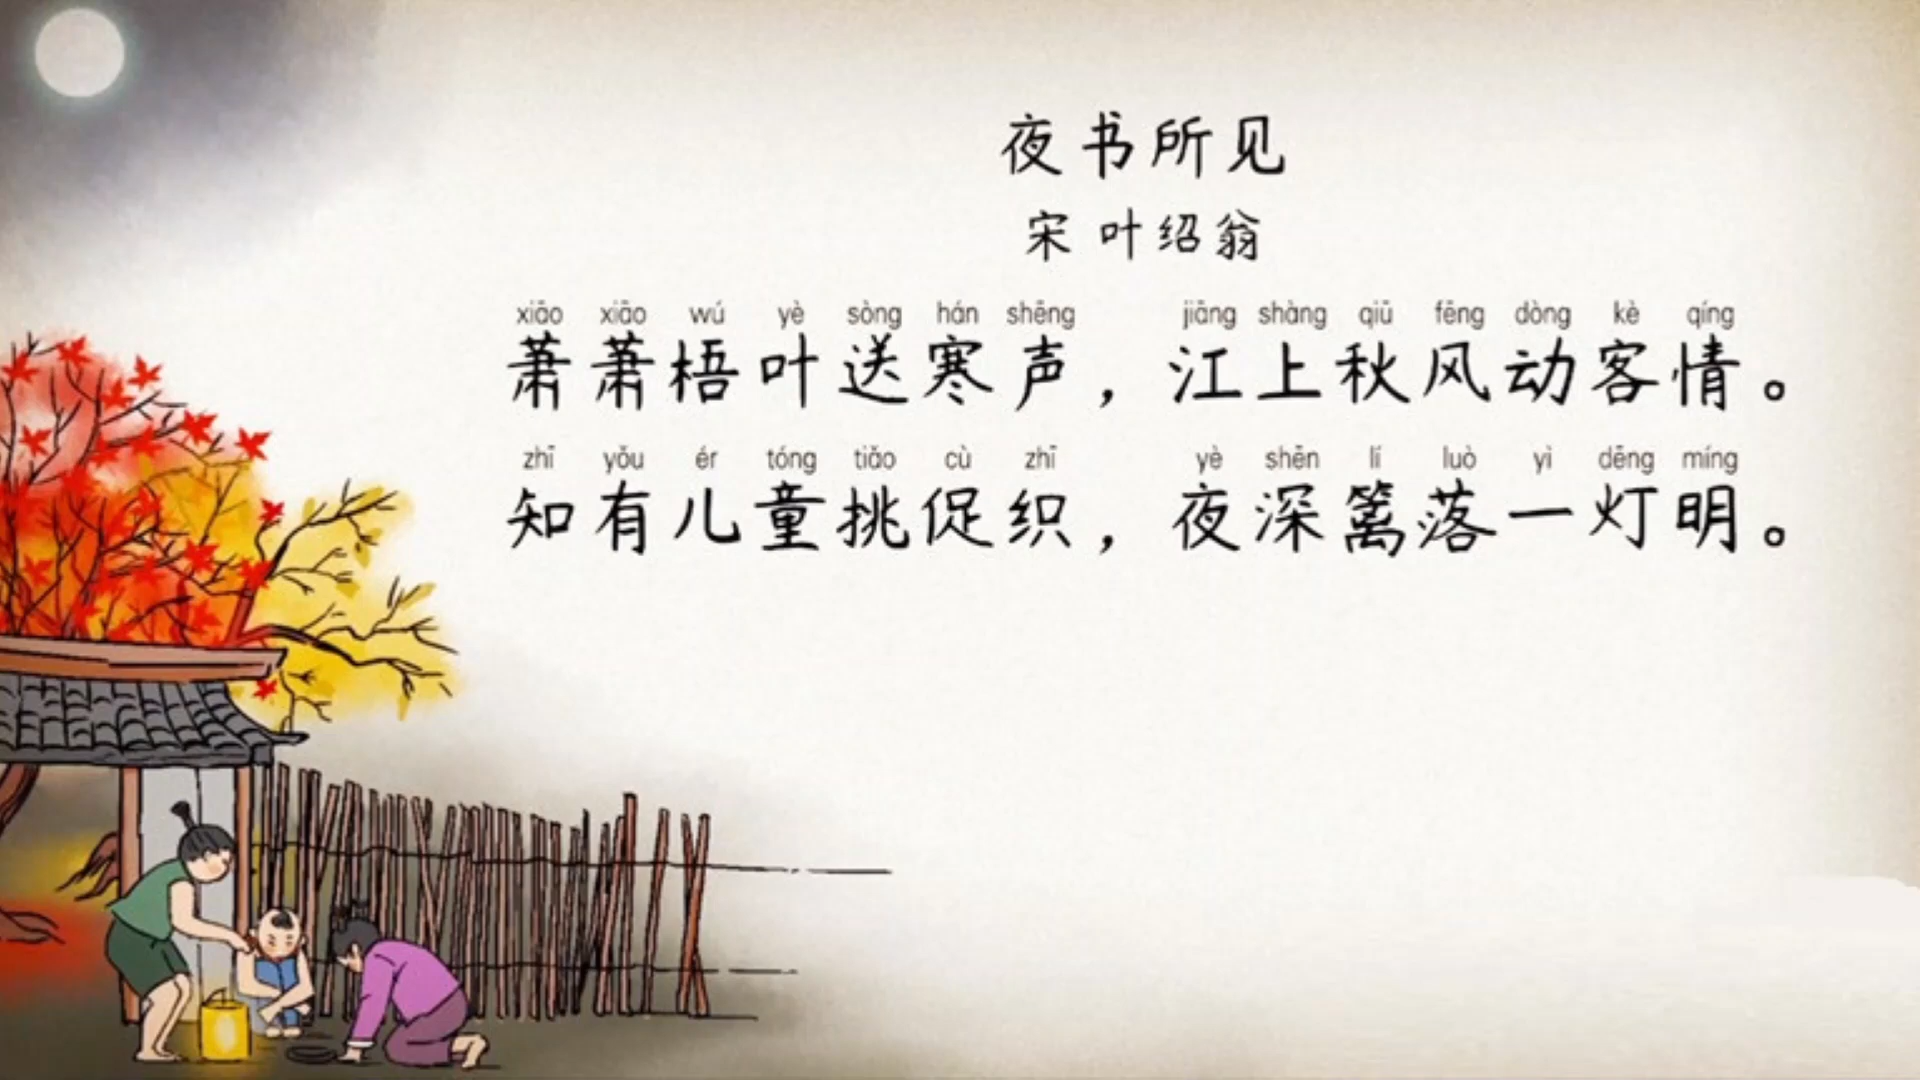 夜书所见
宋 叶绍翁
xiāo xiāo wú yè sòng hán shēng jiāng shàng qiū fēng dòng kè qíng
萧萧梧叶送寒声，江上秋风动客情。
zhī yǒu ér tóng tiǎo cù zhī yè shēn lí luò yì dēng míng
知有儿童挑促织，夜深篱落一灯明。